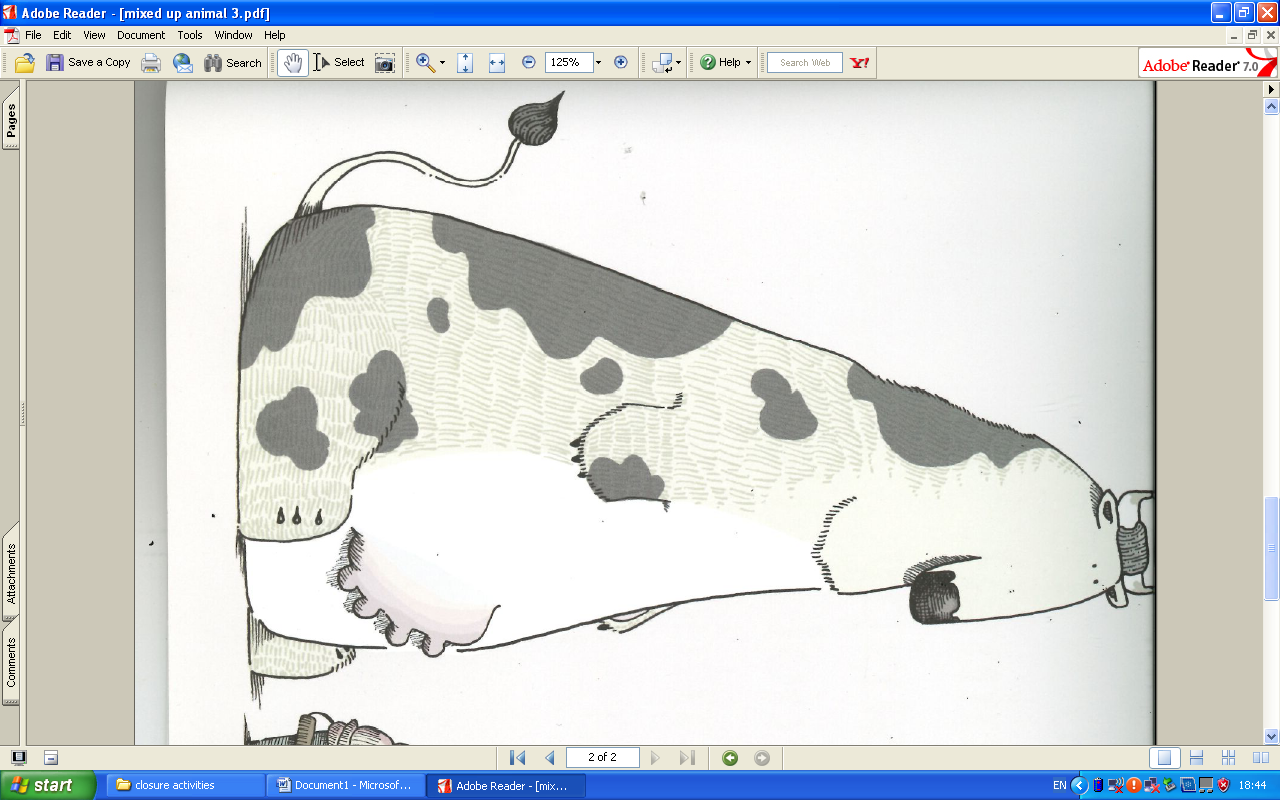 Adobe Reader - [mixed up animal 3.pdf]
File Edit View Document Tools Window Help
Save a Copy Search Select 125% Help Search Web Y! Adobe Reader 7.0
Pages
Attachments
Comments
2 of 2
start closure activities Document1 - Microsof... Adobe Reader - [mix... EN 18:44